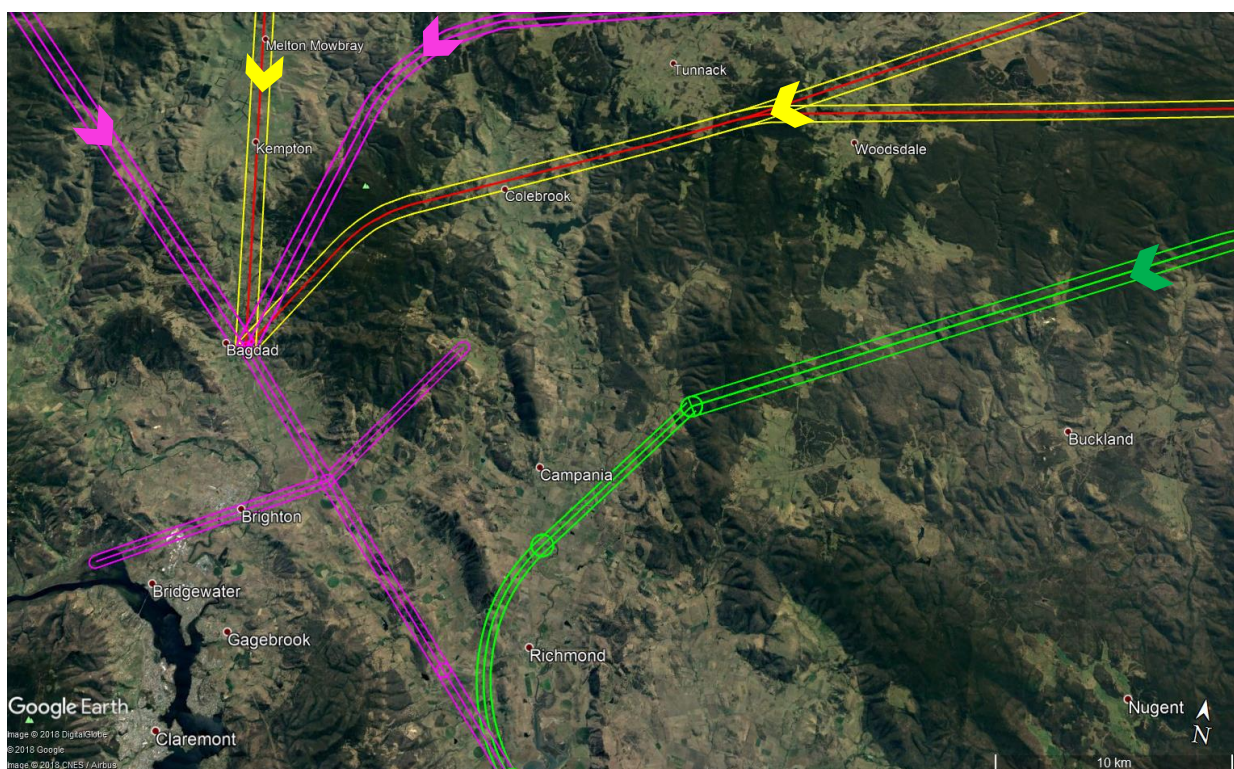 Melton Mowbray
Tunnack
Kempton
Woodsdale
Colebrook
Bagdad
Buckland
Campania
Brighton
Bridgewater
Gagebrook
Richmond
Google Earth
Nugent
N
Image © 2018 DigitalGlobe
Claremont
© 2018 Google
Image © 2018 CNES / Airbus
10 km